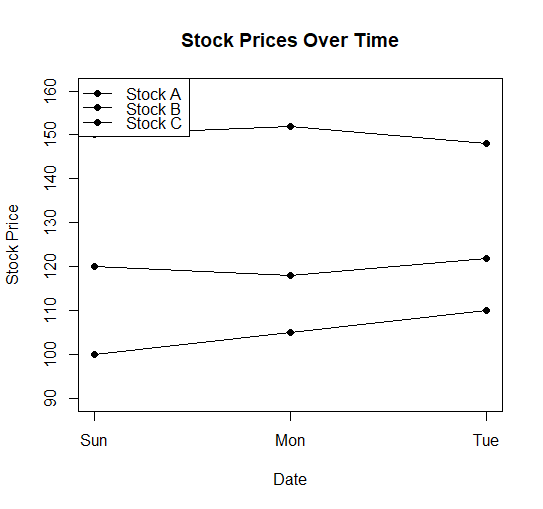 Stock Prices Over Time
Stock A
Stock B
Stock C
160
150
140
130
120
110
100
90
Stock Price
Sun Mon Tue
Date